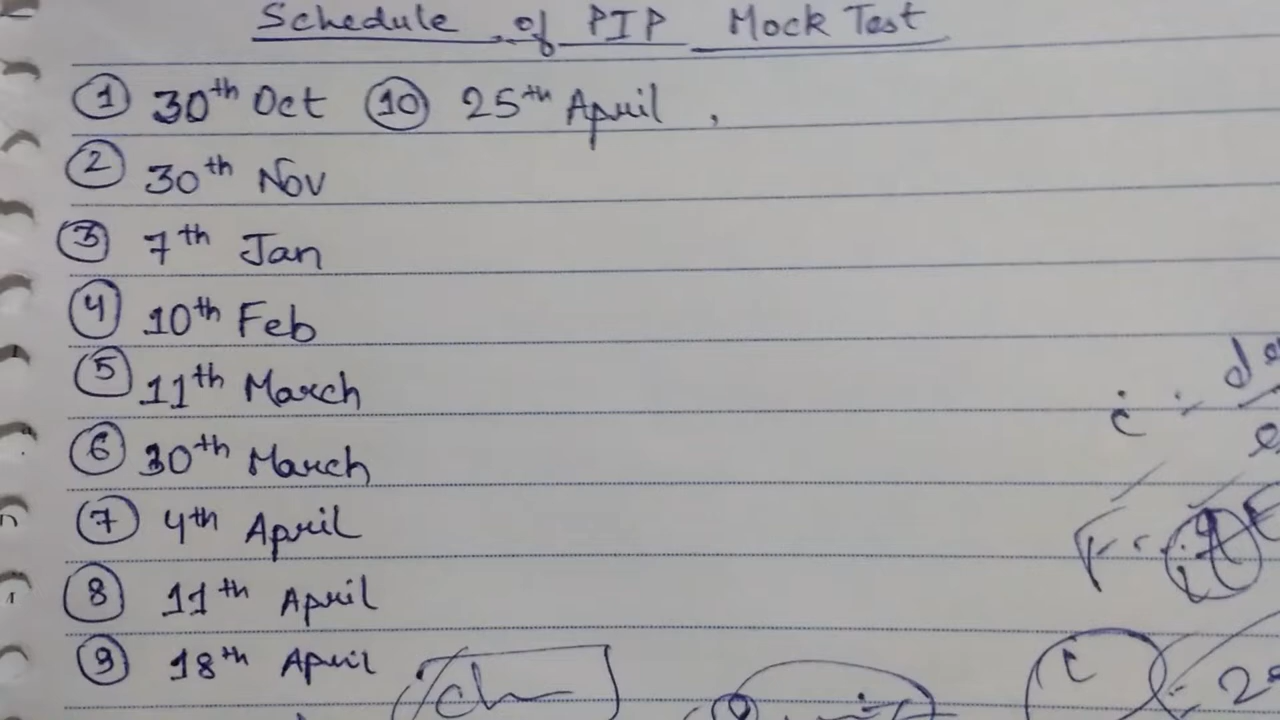 Schedule of PIP Mock Test
① 30th Oct ⑩ 25th April,
② 30th Nov
③ 7th Jan
④ 10th Feb
⑤ 11th March
⑥ 30th March
⑦ 4th April
⑧ 11th April
⑨ 18th April